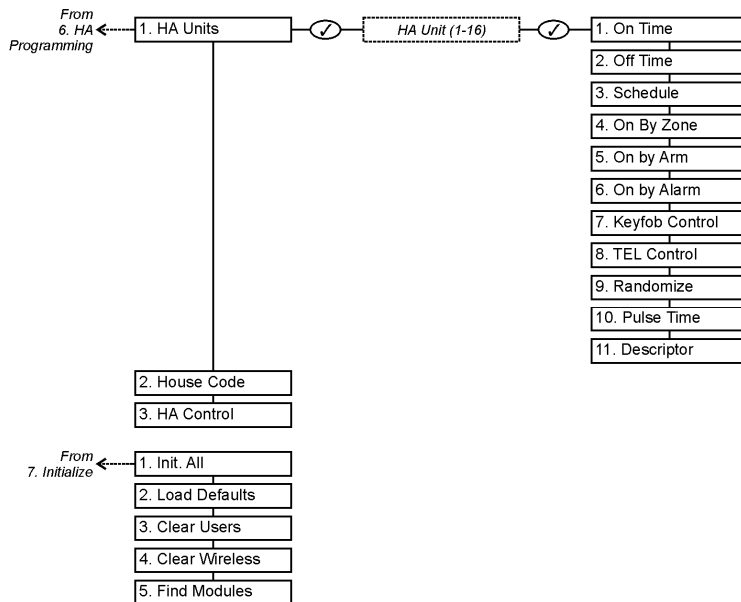 From
6. HA
Programming
1. HA Units
HA Unit (1-16)
1. On Time
2. Off Time
3. Schedule
4. On By Zone
5. On by Arm
6. On by Alarm
7. Keyfob Control
8. TEL Control
9. Randomize
10. Pulse Time
11. Descriptor
2. House Code
3. HA Control
From
7. Initialize
1. Init. All
2. Load Defaults
3. Clear Users
4. Clear Wireless
5. Find Modules